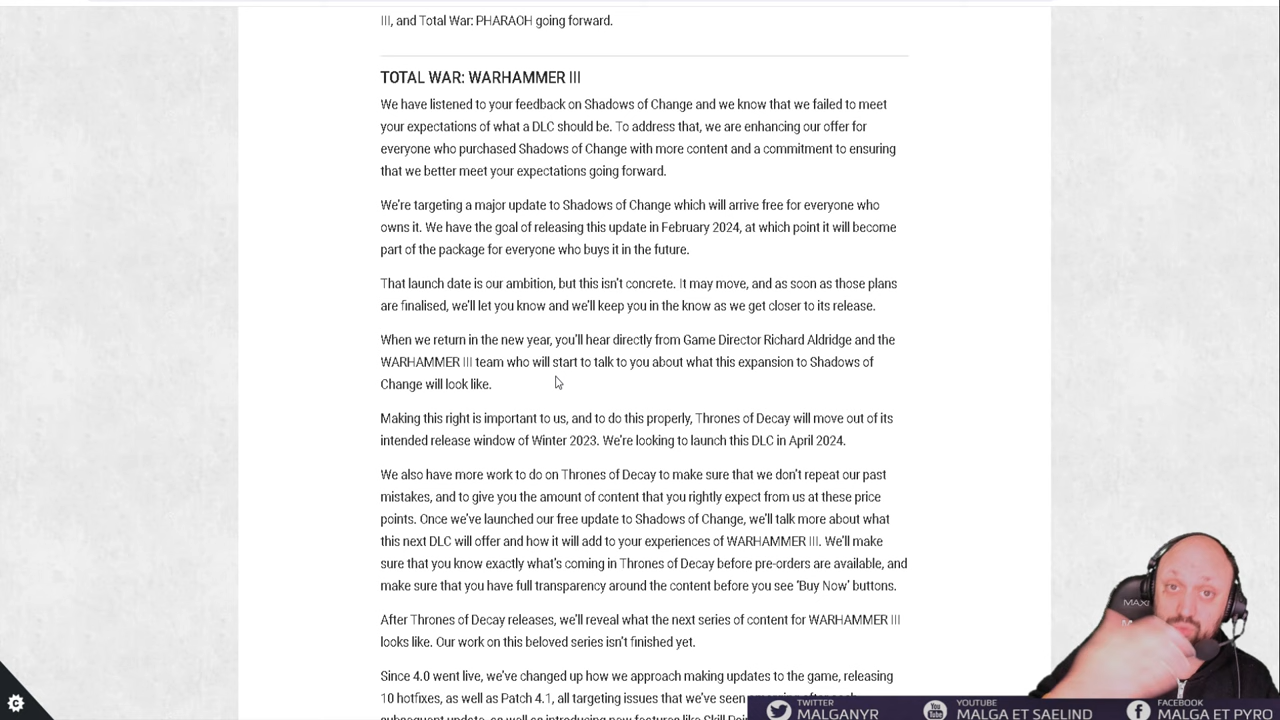 III, and Total War: PHARAOH going forward.
TOTAL WAR: WARHAMMER III
We have listened to your feedback on Shadows of Change and we know that we failed to meet
your expectations of what a DLC should be. To address that, we are enhancing our offer for
everyone who purchased Shadows of Change with more content and a commitment to ensuring
that we better meet your expectations going forward.
We're targeting a major update to Shadows of Change which will arrive free for everyone who
owns it. We have the goal of releasing this update in February 2024, at which point it will become
part of the package for everyone who buys it in the future.
That launch date is our ambition, but this isn't concrete. It may move, and as soon as those plans
are finalised, we'll let you know and we'll keep you in the know as we get closer to its release.
When we return in the new year, you'll hear directly from Game Director Richard Aldridge and the
WARHAMMER III team who will start to talk to you about what this expansion to Shadows of
Change will look like.
Making this right is important to us, and to do this properly, Thrones of Decay will move out of its
intended release window of Winter 2023. We're looking to launch this DLC in April 2024.
We also have more work to do on Thrones of Decay to make sure that we don't repeat our past
mistakes, and to give you the amount of content that you rightly expect from us at these price
points. Once we've launched our free update to Shadows of Change, we'll talk more about what
this next DLC will offer and how it will add to your experiences of WARHAMMER III. We'll make
sure that you know exactly what's coming in Thrones of Decay before pre-orders are available, and
make sure that you have full transparency around the content before you see 'Buy Now' buttons.
After Thrones of Decay releases, we'll reveal what the next series of content for WARHAMMER III
looks like. Our work on this beloved series isn't finished yet.
Since 4.0 went live, we've changed up how we approach making updates to the game, releasing
10 hotfixes, as well as Patch 4.1, all targeting issues that we've seen
subsequent update, as well as introducing new features like Skill
MAX
TWITTER
MALGANYR
You Tube
YOUTUBE
MALGA ET SAELIND
FACEBOOK
MALGA ET PYRO